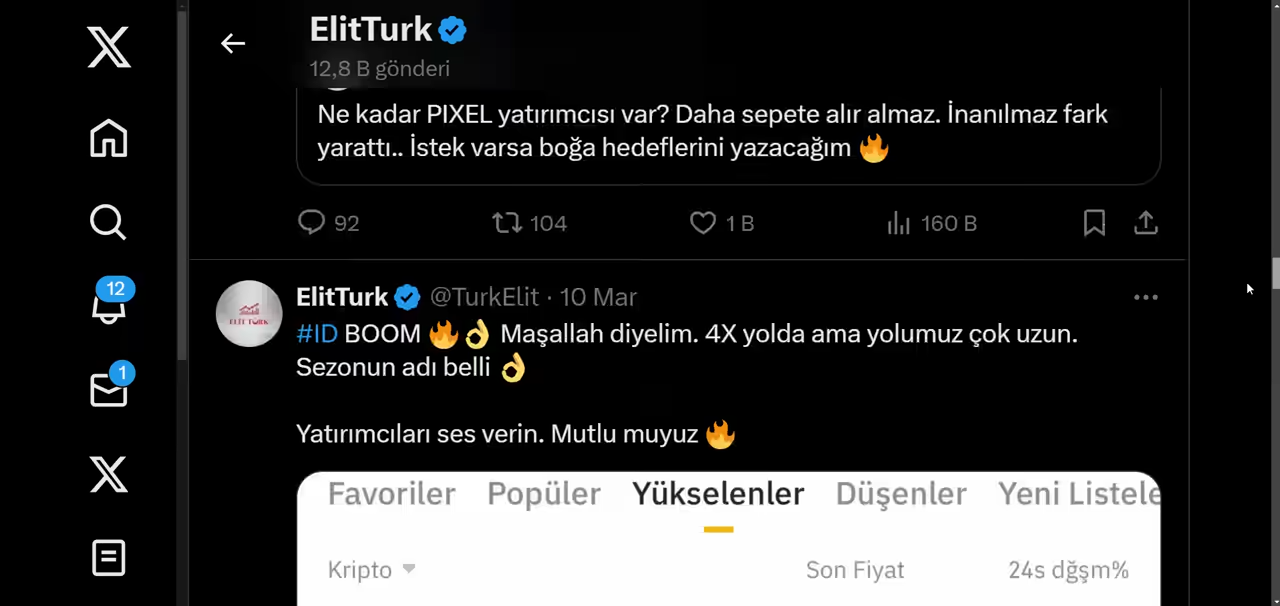 ElitTurk
12,8 B gönderi
Ne kadar PIXEL yatırımcısı var? Daha sepete alır almaz. İnanılmaz fark
yarattı.. İstek varsa boğa hedeflerini yazacağım 🔥
92 104 1 B 160 B
12
1
ELIT TURK
ElitTurk @TurkElit · 10 Mar
#ID BOOM 🔥👌 Maşallah diyelim. 4X yolda ama yolumuz çok uzun.
Sezonun adı belli 👌
Yatırımcıları ses verin. Mutlu muyuz 🔥
Favoriler Popüler Yükselenler Düşenler Yeni Listele
Kripto Son Fiyat 24s dğşm%